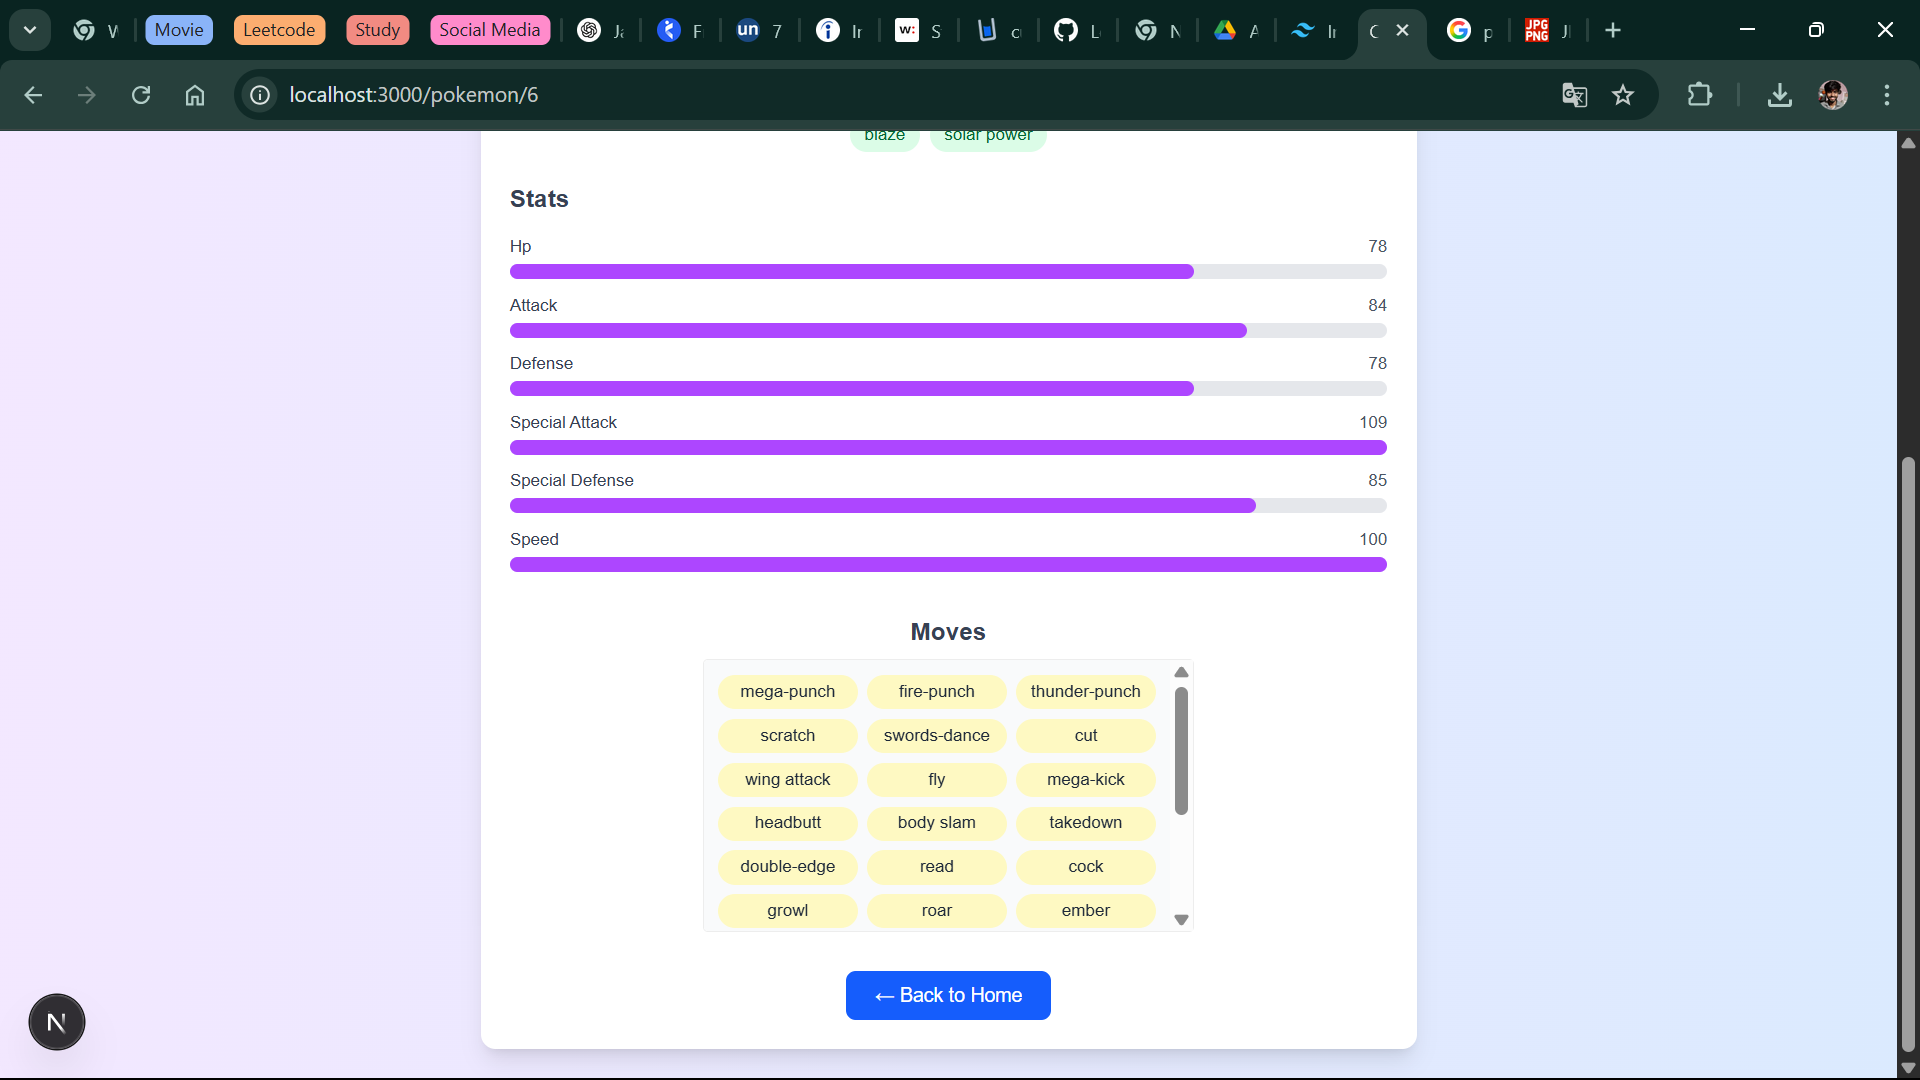 W Movie Leetcode Study Social Media
localhost:3000/pokemon/6
blaze solar power
Stats
Hp 78
Attack 84
Defense 78
Special Attack 109
Special Defense 85
Speed 100
Moves
mega-punch fire-punch thunder-punch
scratch swords-dance cut
wing attack fly mega-kick
headbutt body slam takedown
double-edge read cock
growl roar ember
← Back to Home
N